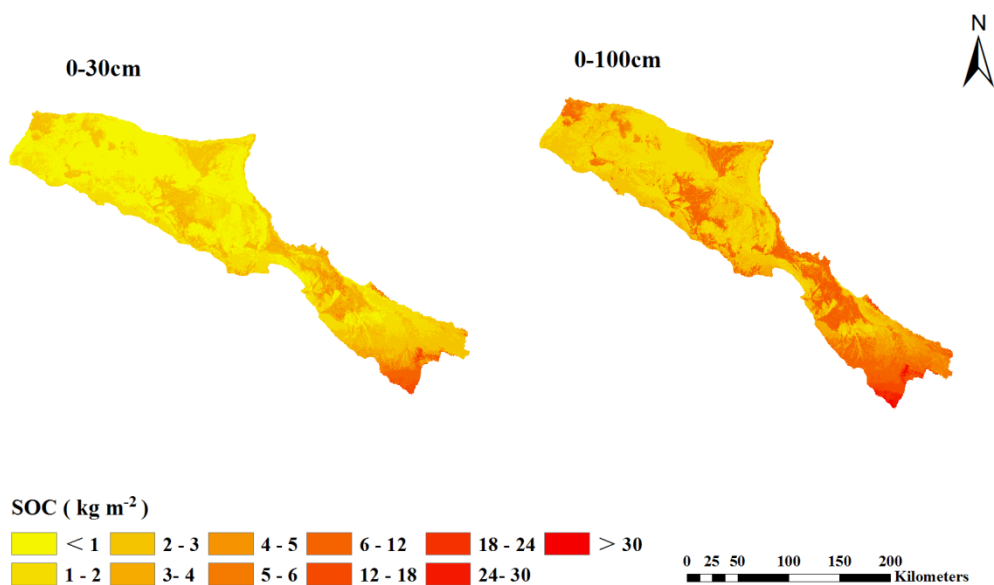 N
0-30cm
0-100cm
SOC ( kg m-2 )
< 1
2 - 3
4 - 5
6 - 12
18 - 24
> 30
1 - 2
3- 4
5 - 6
12 - 18
24- 30
0 25 50 100 150 200
Kilometers